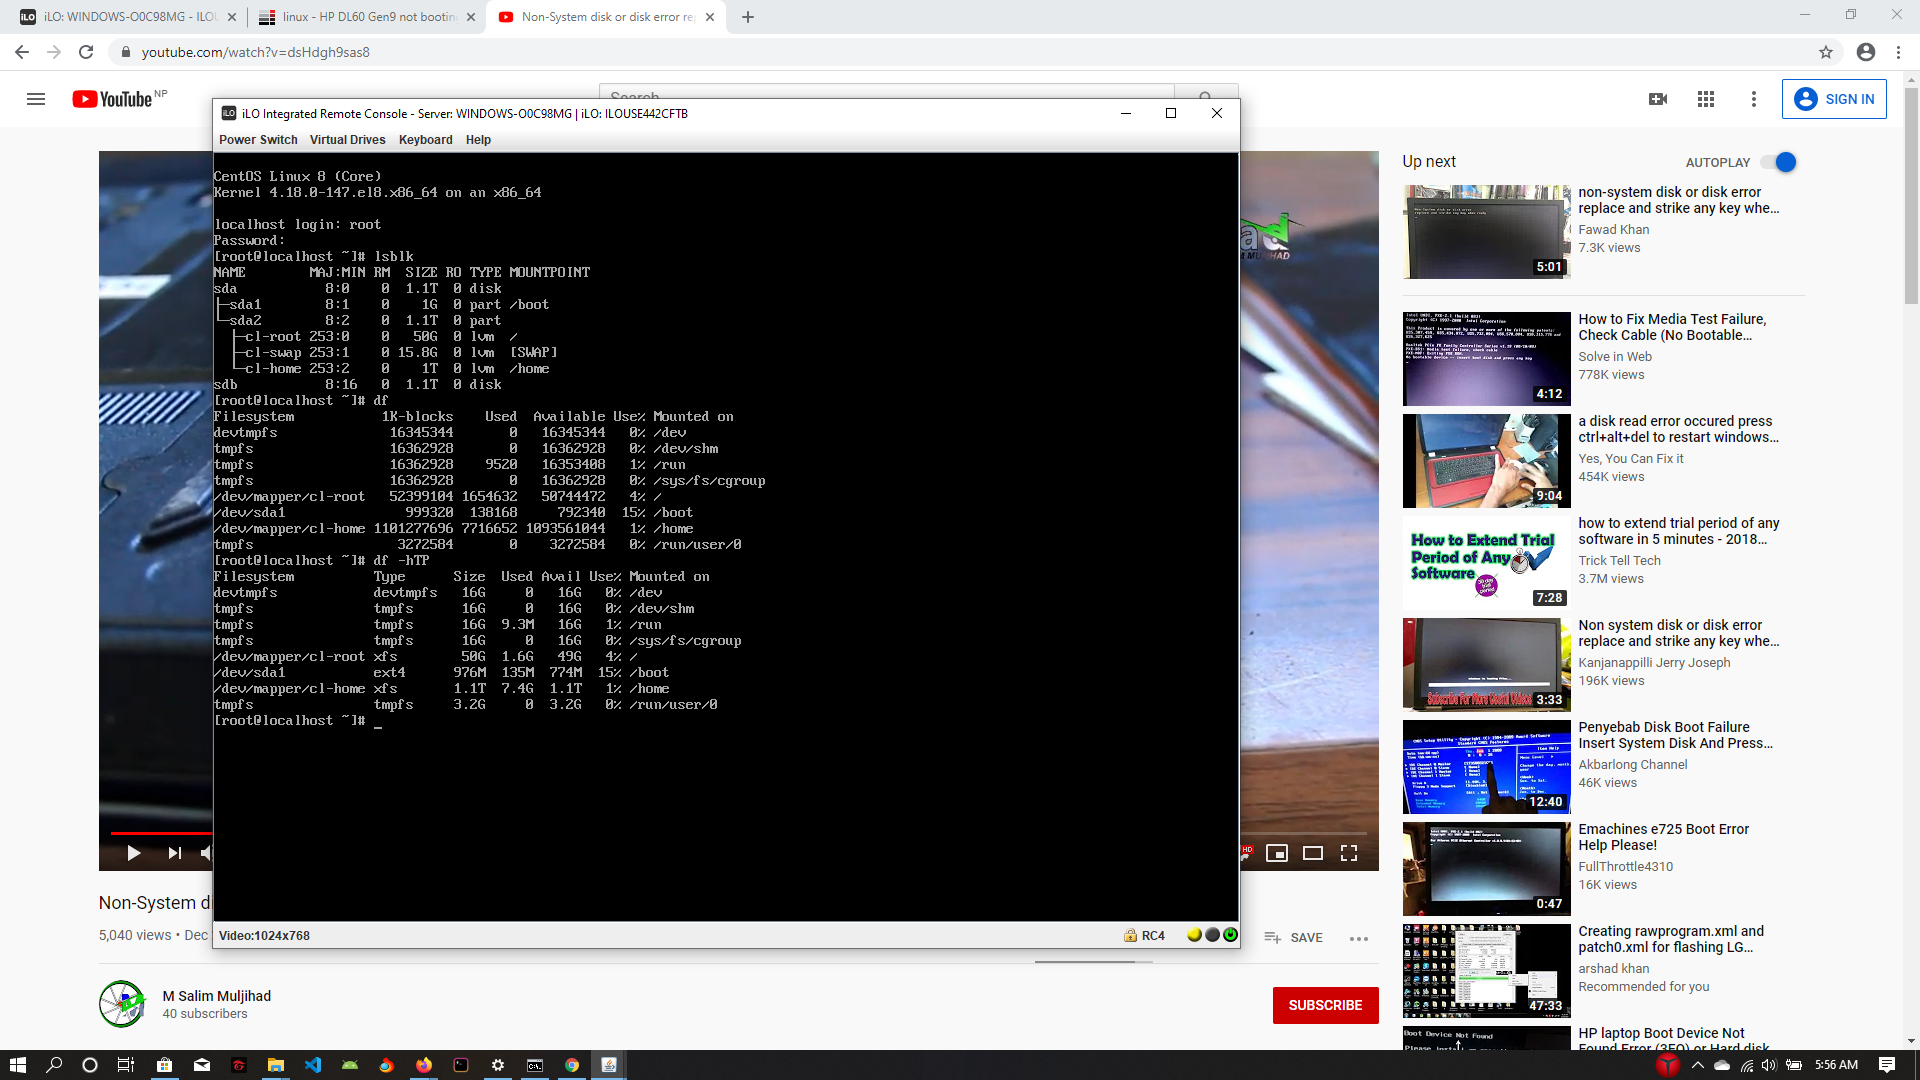 iLO: WINDOWS-O0C98MG - ILOU
linux - HP DL60 Gen9 not bootin
Non-System disk or disk error re
youtube.com/watch?v=dsHdgh9sas8
YouTube NP
Search
SIGN IN
iLO Integrated Remote Console - Server: WINDOWS-O0C98MG | iLO: ILOUSE442CFTB
Power Switch Virtual Drives Keyboard Help
CentOS Linux 8 (Core)
Kernel 4.18.0-147.el8.x86_64 on an x86_64
localhost login: root
Password:
[root@localhost ~]# lsblk
NAME MAJ:MIN RM SIZE RO TYPE MOUNTPOINT
sda 8:0 0 1.1T 0 disk
├─sda1 8:1 0 1G 0 part /boot
└─sda2 8:2 0 1.1T 0 part
├─cl-root 253:0 0 50G 0 lvm /
├─cl-swap 253:1 0 15.8G 0 lvm [SWAP]
└─cl-home 253:2 0 1T 0 lvm /home
sdb 8:16 0 1.1T 0 disk
[root@localhost ~]# df
Filesystem 1K-blocks Used Available Use% Mounted on
devtmpfs 16345344 0 16345344 0% /dev
tmpfs 16362928 0 16362928 0% /dev/shm
tmpfs 16362928 9520 16353408 1% /run
tmpfs 16362928 0 16362928 0% /sys/fs/cgroup
/dev/mapper/cl-root 52399104 1654632 50744472 4% /
/dev/sda1 999320 138168 792340 15% /boot
/dev/mapper/cl-home 1101277696 7716652 1093561044 1% /home
tmpfs 3272584 0 3272584 0% /run/user/0
[root@localhost ~]# df -hTP
Filesystem Type Size Used Avail Use% Mounted on
devtmpfs devtmpfs 16G 0 16G 0% /dev
tmpfs tmpfs 16G 0 16G 0% /dev/shm
tmpfs tmpfs 16G 9.3M 16G 1% /run
tmpfs tmpfs 16G 0 16G 0% /sys/fs/cgroup
/dev/mapper/cl-root xfs 50G 1.6G 49G 4% /
/dev/sda1 ext4 976M 135M 774M 15% /boot
/dev/mapper/cl-home xfs 1.1T 7.4G 1.1T 1% /home
tmpfs tmpfs 3.2G 0 3.2G 0% /run/user/0
[root@localhost ~]# _
Video:1024x768
RC4
HD
Non-System di
5,040 views • Dec
SAVE
M Salim Muljihad
40 subscribers
SUBSCRIBE
Up next
AUTOPLAY
non-system disk or disk error
replace and strike any key whe...
Fawad Khan
7.3K views
5:01
How to Fix Media Test Failure,
Check Cable (No Bootable...
Solve in Web
778K views
4:12
a disk read error occured press
ctrl+alt+del to restart windows...
Yes, You Can Fix it
454K views
9:04
How to Extend Trial
Period of Any
Software
how to extend trial period of any
software in 5 minutes - 2018...
Trick Tell Tech
3.7M views
7:28
Non system disk or disk error
replace and strike any key whe...
Kanjanappilli Jerry Joseph
196K views
Subscribe For More Useful Videos
3:33
Penyebab Disk Boot Failure
Insert System Disk And Press...
Akbarlong Channel
46K views
12:40
Emachines e725 Boot Error
Help Please!
FullThrottle4310
16K views
0:47
Creating rawprogram.xml and
patch0.xml for flashing LG...
arshad khan
Recommended for you
47:33
Boot Device Not Found
HP laptop Boot Device Not
Found Error (3F0) or Hard disk
5:56 AM